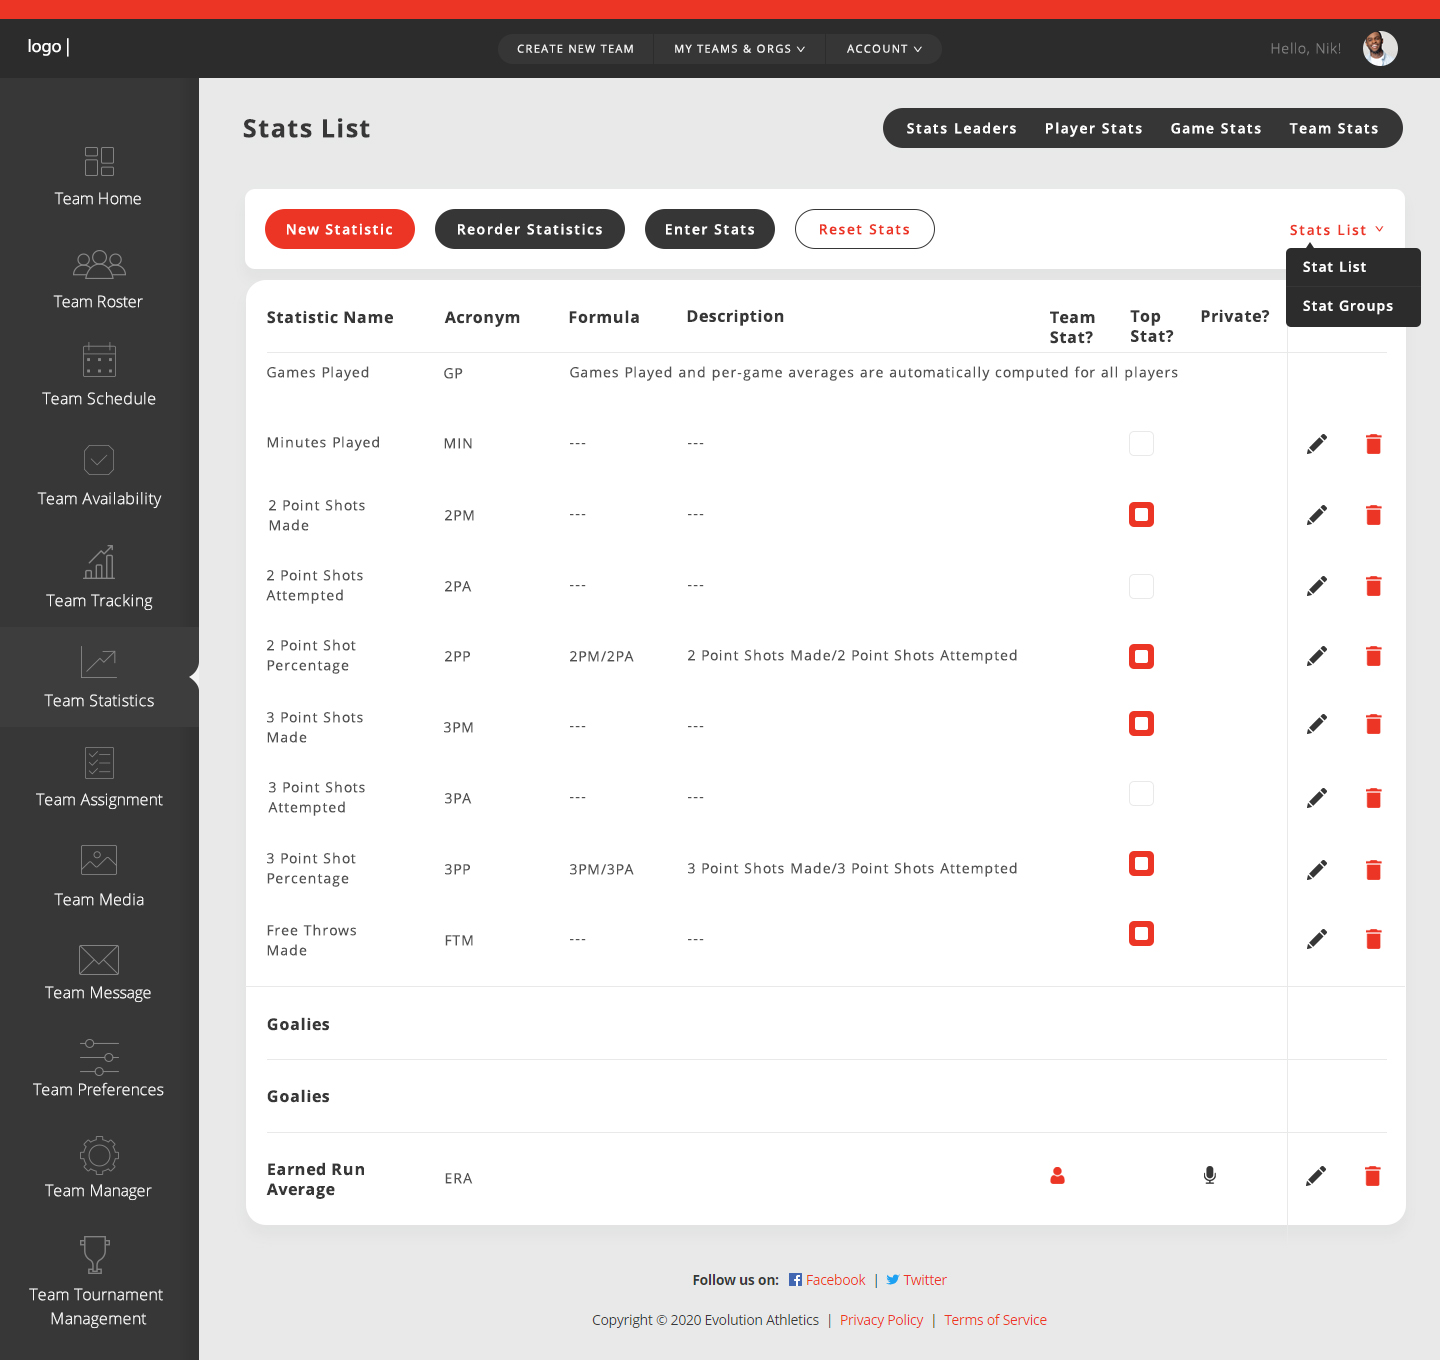 logo |
CREATE NEW TEAM
MY TEAMS & ORGS
ACCOUNT
Hello, Nik!
Team Home
Team Roster
Team Schedule
Team Availability
Team Tracking
Team Statistics
Team Assignment
Team Media
Team Message
Team Preferences
Team Manager
Team Tournament
Management
Stats List
Stats Leaders Player Stats Game Stats Team Stats
New Statistic
Reorder Statistics
Enter Stats
Reset Stats
Stats List
Stat List
Stat Groups
Statistic Name Acronym Formula Description Team Stat? Top Stat? Private?
Games Played GP Games Played and per-game averages are automatically computed for all players
Minutes Played MIN --- ---
2 Point Shots
Made
2PM --- ---
2 Point Shots
Attempted
2PA --- ---
2 Point Shot
Percentage
2PP 2PM/2PA 2 Point Shots Made/2 Point Shots Attempted
3 Point Shots
Made
3PM --- ---
3 Point Shots
Attempted
3PA --- ---
3 Point Shot
Percentage
3PP 3PM/3PA 3 Point Shots Made/3 Point Shots Attempted
Free Throws
Made
FTM --- ---
Goalies
Goalies
Earned Run
Average
ERA
Follow us on: Facebook | Twitter
Copyright © 2020 Evolution Athletics | Privacy Policy | Terms of Service